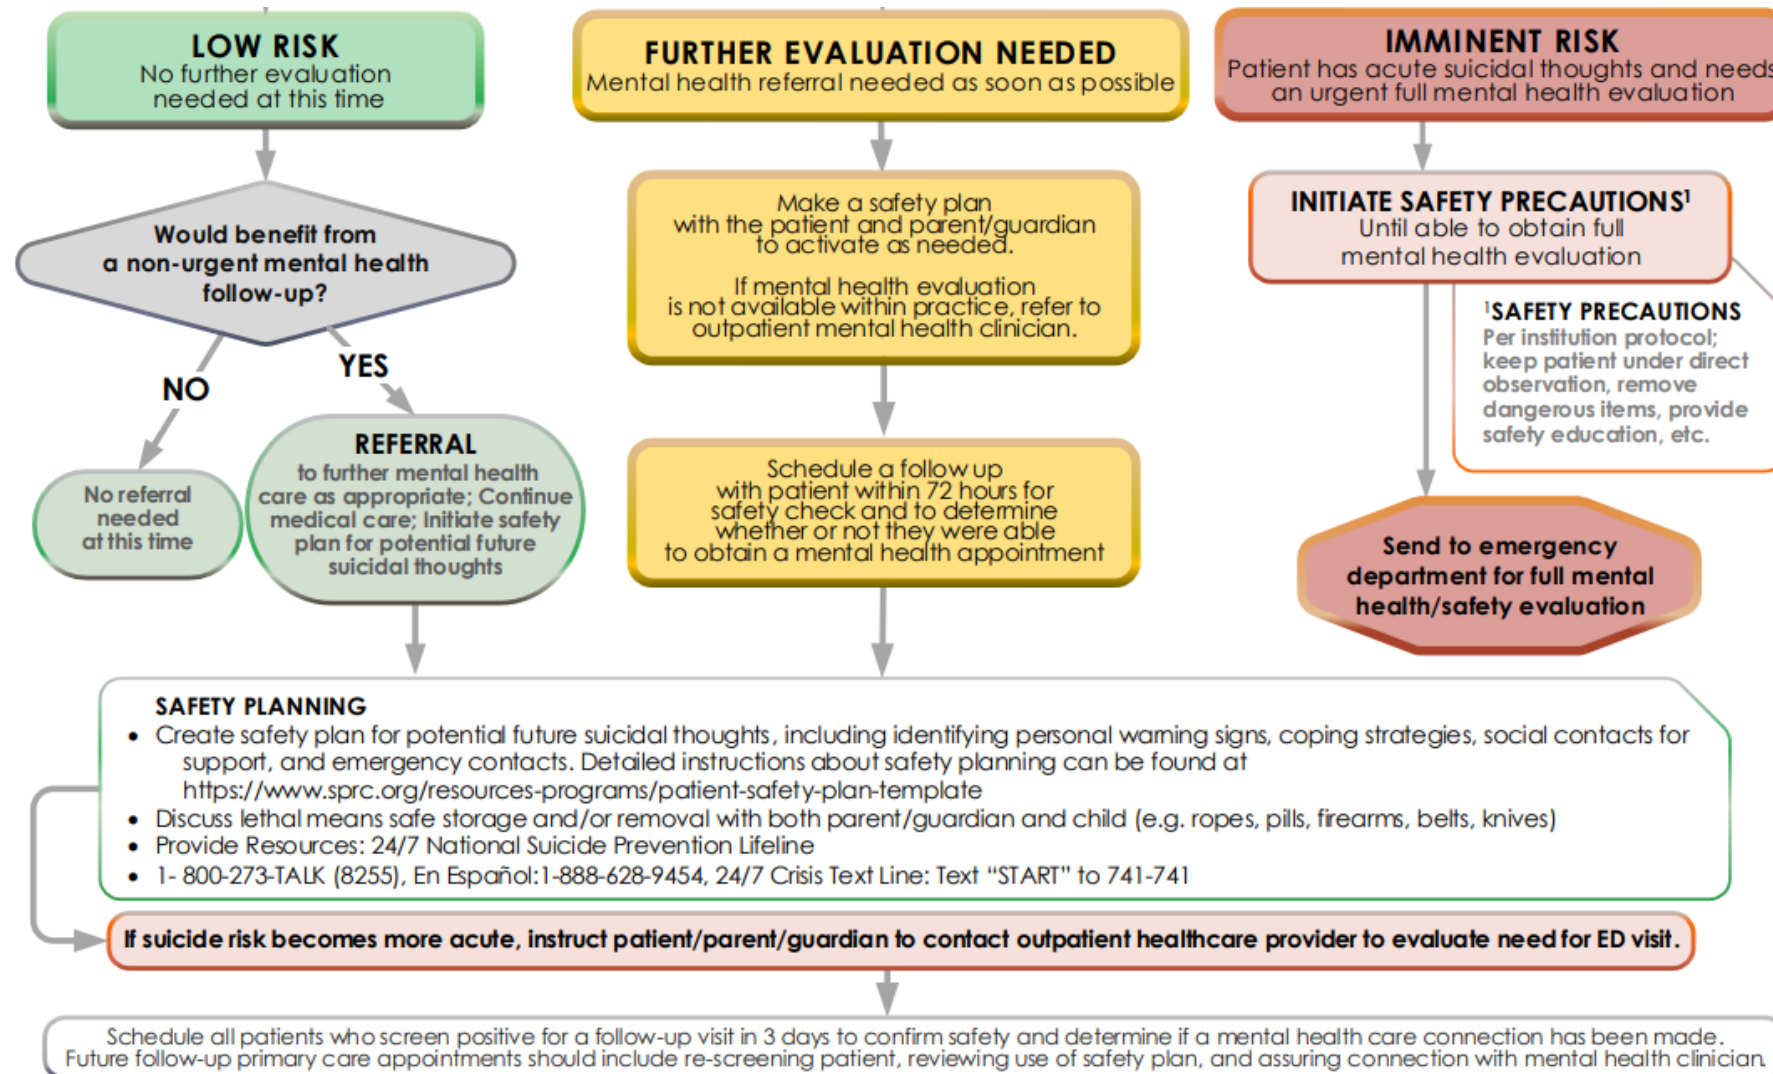 LOW RISK
No further evaluation
needed at this time
Would benefit from
a non-urgent mental health
follow-up?
NO
YES
No referral
needed
at this time
REFERRAL
to further mental health
care as appropriate; Continue
medical care; Initiate safety
plan for potential future
suicidal thoughts
FURTHER EVALUATION NEEDED
Mental health referral needed as soon as possible
Make a safety plan
with the patient and parent/guardian
to activate as needed.
If mental health evaluation
is not available within practice, refer to
outpatient mental health clinician.
Schedule a follow up
with patient within 72 hours for
safety check and to determine
whether or not they were able
to obtain a mental health appointment
IMMINENT RISK
Patient has acute suicidal thoughts and needs
an urgent full mental health evaluation
INITIATE SAFETY PRECAUTIONS¹
Until able to obtain full
mental health evaluation
¹SAFETY PRECAUTIONS
Per institution protocol;
keep patient under direct
observation, remove
dangerous items, provide
safety education, etc.
Send to emergency
department for full mental
health/safety evaluation
SAFETY PLANNING
• Create safety plan for potential future suicidal thoughts, including identifying personal warning signs, coping strategies, social contacts for
support, and emergency contacts. Detailed instructions about safety planning can be found at
https://www.sprc.org/resources-programs/patient-safety-plan-template
• Discuss lethal means safe storage and/or removal with both parent/guardian and child (e.g. ropes, pills, firearms, belts, knives)
• Provide Resources: 24/7 National Suicide Prevention Lifeline
• 1- 800-273-TALK (8255), En Español:1-888-628-9454, 24/7 Crisis Text Line: Text “START” to 741-741
If suicide risk becomes more acute, instruct patient/parent/guardian to contact outpatient healthcare provider to evaluate need for ED visit.
Schedule all patients who screen positive for a follow-up visit in 3 days to confirm safety and determine if a mental health care connection has been made.
Future follow-up primary care appointments should include re-screening patient, reviewing use of safety plan, and assuring connection with mental health clinician.